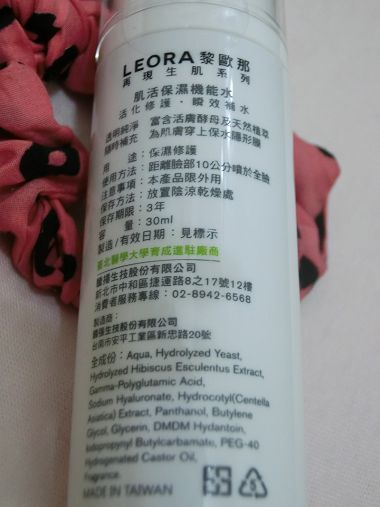 LEORA 黎歐那
再現生肌系列
肌活保濕機能水
活化修護．瞬效補水
透明純淨 富含活膚酵母及天然植萃
隨時補充 為肌膚穿上保水隱形膜
用 途：保濕修護
使用方法：距離臉部10公分噴於全臉
注意事項：本產品限外用
保存方法：放置陰涼乾燥處
保存期限：3年
容 量：30ml
製造/有效日期：見標示
臺北醫學大學育成進駐廠商
生技股份有限公司
新北市中和區捷運路8之17號12樓
消費者服務專線：02-8942-6568
製造商：
生技股份有限公司
台南市安平工業區新忠路20號
全成份：Aqua, Hydrolyzed Yeast,
Hydrolyzed Hibiscus Esculentus Extract,
Gamma-Polyglutamic Acid,
Sodium Hyaluronate, Hydrocotyl(Centella
Asiatica) Extract, Panthanol, Butylene
Glycol, Glycerin, DMDM Hydantoin,
Iodopropynyl Butylcarbamate, PEG-40
Hydrogenated Castor Oil,
Fragrance.
MADE IN TAIWAN